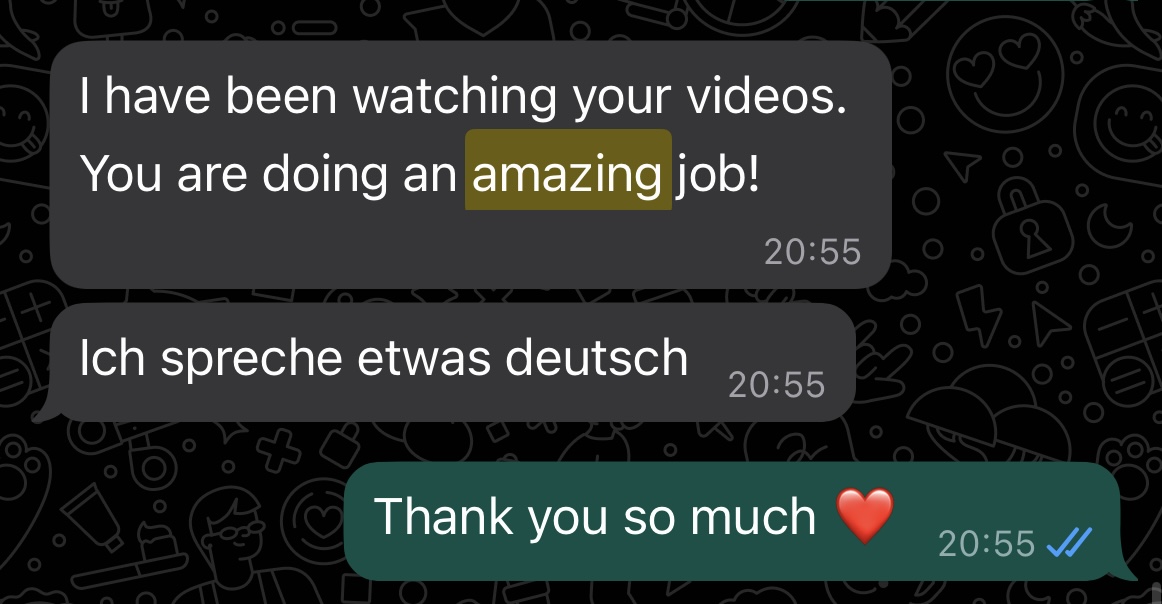 I have been watching your videos.
You are doing an amazing job!
20:55
Ich spreche etwas deutsch
20:55
Thank you so much ❤️
20:55